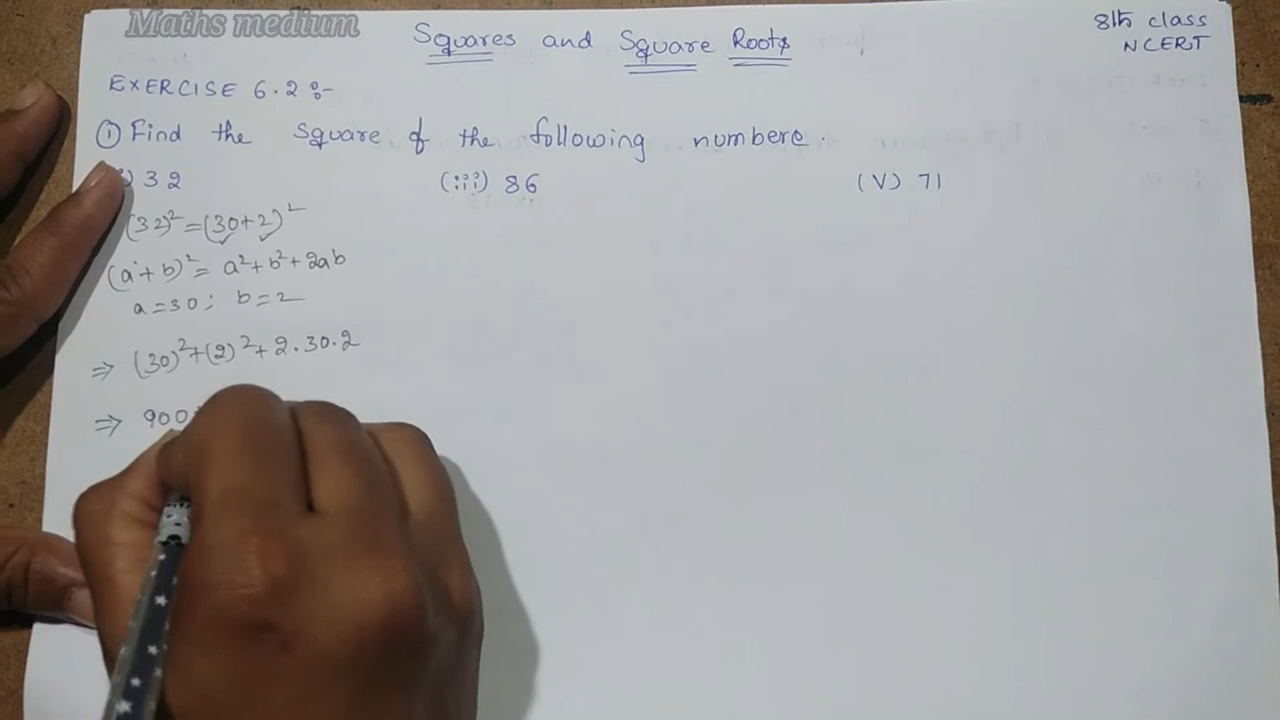 Maths medium
Squares and Square Roots
8th class
NCERT
EXERCISE 6.2 :-
① Find the Square of the following numbere.
) 32 (iii) 86 (V) 71
(32)² = (30+2)²
(a+b)² = a²+b²+2ab
a=30; b=2
⇒ (30)²+(2)²+2.30.2
⇒ 900